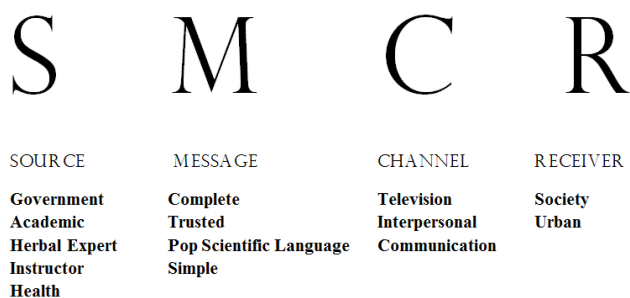 S M C R
SOURCE MESSAGE CHANNEL RECEIVER
Government Complete Television Society
Academic Trusted Interpersonal Urban
Herbal Expert Pop Scientific Language Communication
Instructor Simple
Health